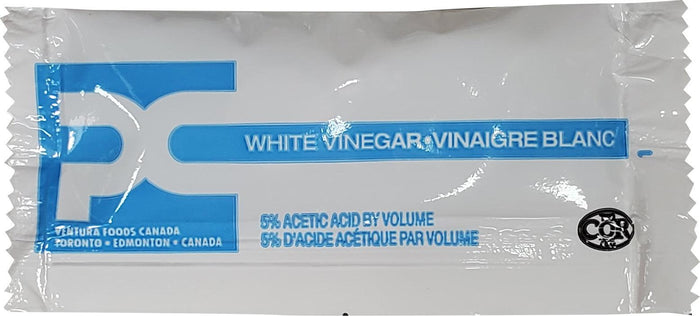 PC
WHITE VINEGAR•VINAIGRE BLANC
VENTURA FOODS CANADA
TORONTO • EDMONTON • CANADA
5% ACETIC ACID BY VOLUME
5% D'ACIDE ACÉTIQUE PAR VOLUME
COR